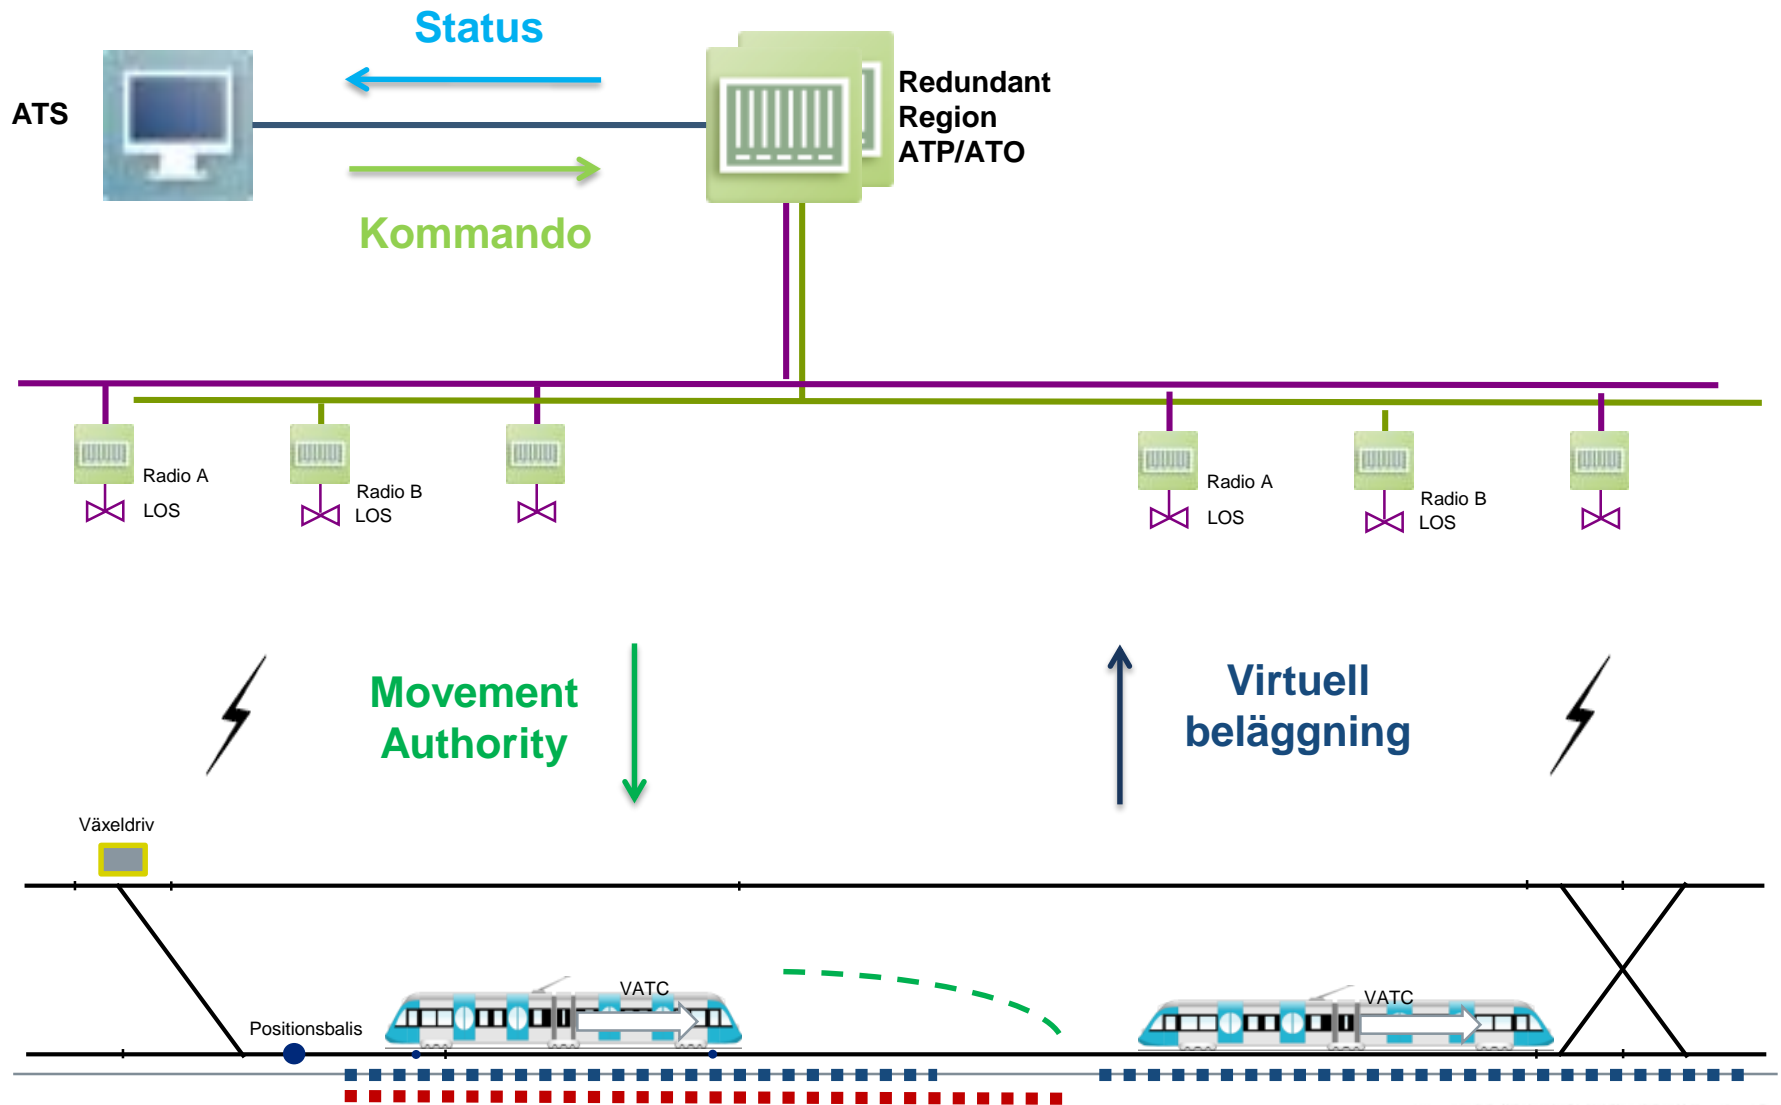 Status
ATS
Redundant
Region
ATP/ATO
Kommando
Radio A
LOS
Radio B
LOS
Radio A
LOS
Radio B
LOS
Movement
Authority
Virtuell
beläggning
Växeldriv
VATC
VATC
Positionsbalis